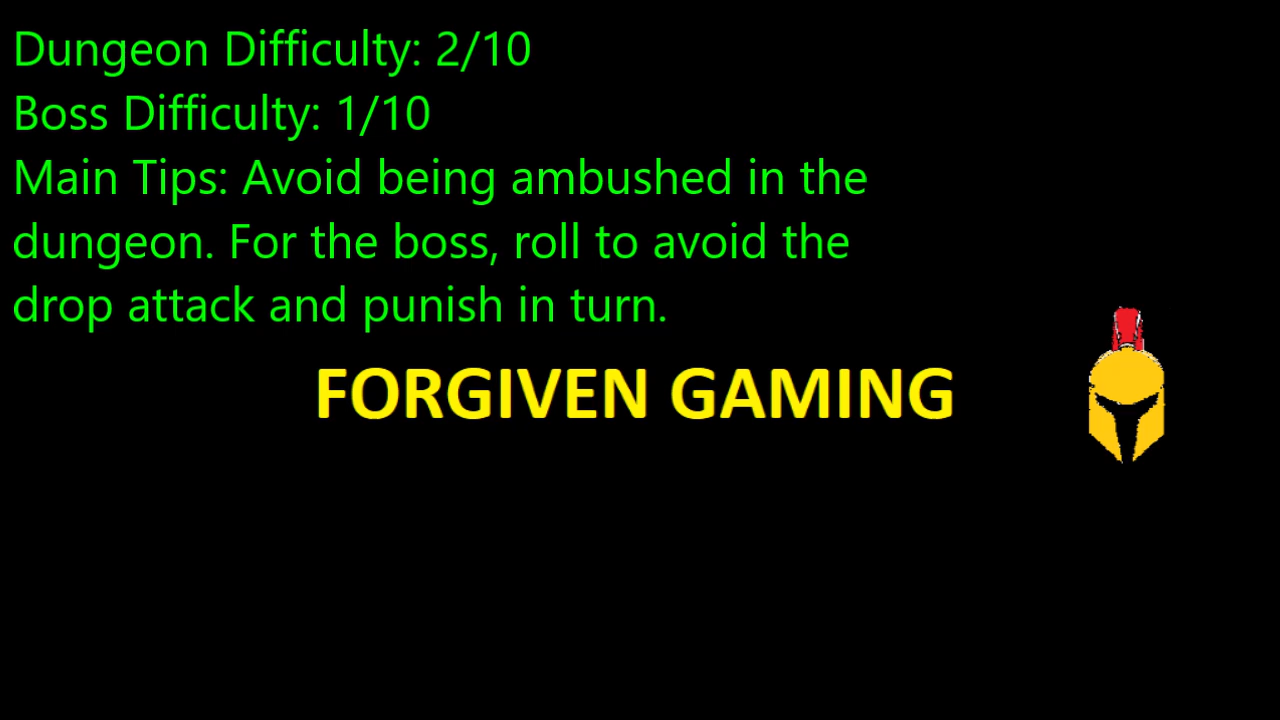 Dungeon Difficulty: 2/10
Boss Difficulty: 1/10
Main Tips: Avoid being ambushed in the
dungeon. For the boss, roll to avoid the
drop attack and punish in turn.
FORGIVEN GAMING